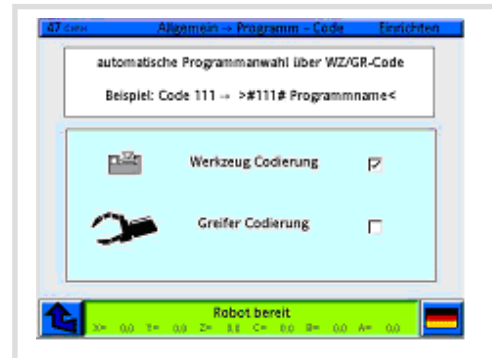 47 Allgemein → Programm - Code Einrichten
automatische Programmanwahl über WZ/GR-Code
Beispiel: Code 111 → >#111# Programmname<
Werkzeug Codierung
Greifer Codierung
Robot bereit
X= 0,0 Y= 0,0 Z= 0,0 C= 0,0 B= 0,0 A= 0,0